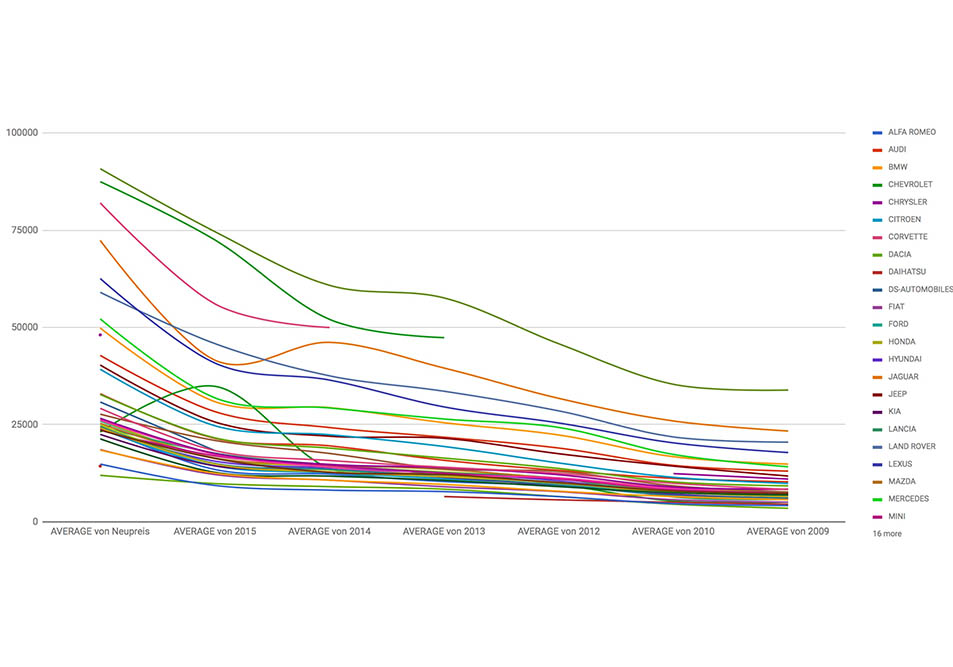 100000
75000
50000
25000
0
AVERAGE von Neupreis AVERAGE von 2015 AVERAGE von 2014 AVERAGE von 2013 AVERAGE von 2012 AVERAGE von 2010 AVERAGE von 2009
ALFA ROMEO
AUDI
BMW
CHEVROLET
CHRYSLER
CITROEN
CORVETTE
DACIA
DAIHATSU
DS-AUTOMOBILES
FIAT
FORD
HONDA
HYUNDAI
JAGUAR
JEEP
KIA
LANCIA
LAND ROVER
LEXUS
MAZDA
MERCEDES
MINI
16 more